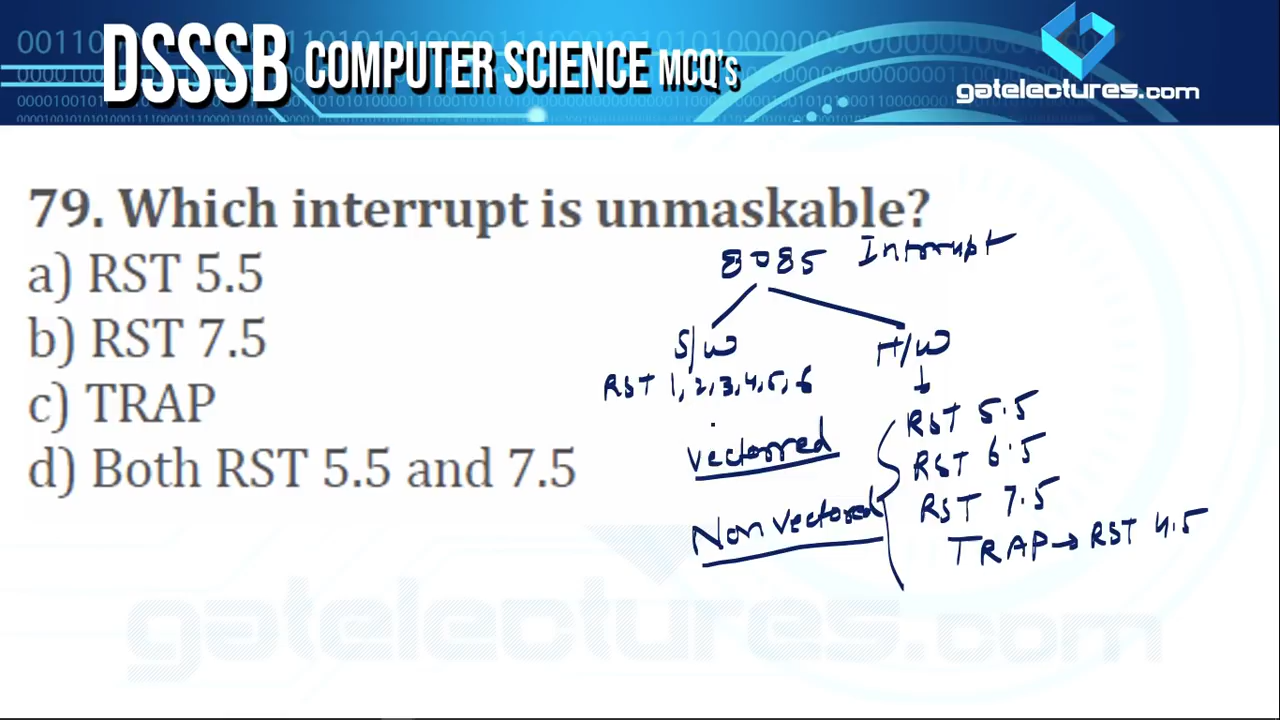 DSSSB COMPUTER SCIENCE MCQ's
gatelectures.com
79. Which interrupt is unmaskable?
8085 Interrupt
a) RST 5.5
b) RST 7.5
c) TRAP
d) Both RST 5.5 and 7.5
S/W
H/W
RST 1, 2, 3, 4, 5, 6
RST 5.5
vectorred
RST 6.5
RST 7.5
Non vectored
TRAP → RST 4.5
gatelectures.com